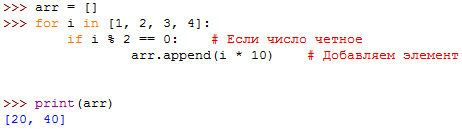 >>> arr = []
>>> for i in [1, 2, 3, 4]:
if i % 2 == 0: # Если число четное
arr.append(i * 10) # Добавляем элемент
>>> print(arr)
[20, 40]